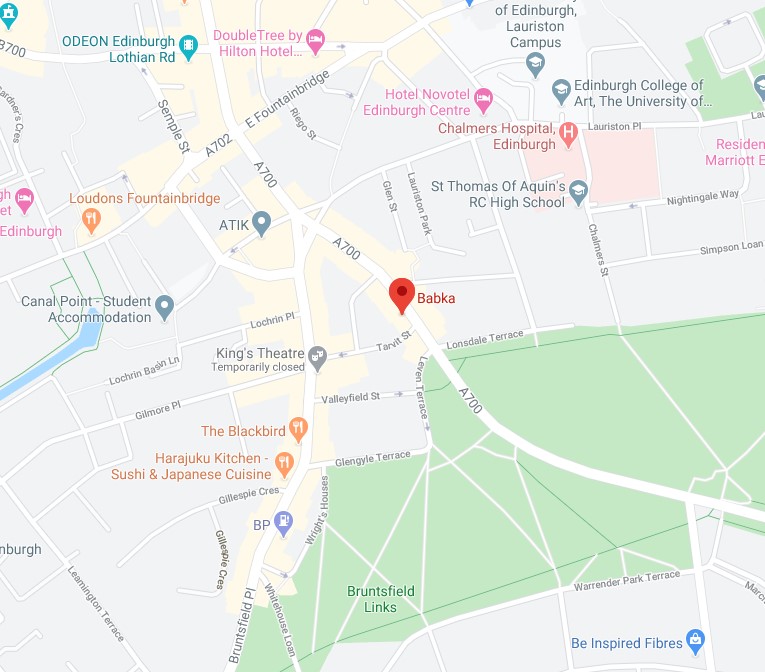 of Edinburgh,
Lauriston
Campus
ODEON Edinburgh
Lothian Rd
DoubleTree by
Hilton Hotel...
B700
E Fountainbridge
Edinburgh College of
Art, The University of...
Hotel Novotel
Edinburgh Centre
Gardner's Cres
Semple St
Riego St
A702
Lauriston Pl
Lau
Chalmers Hospital,
Edinburgh
Residen
Marriott E
A700
St Thomas Of Aquin's
RC High School
Glen St
Lauriston Park
Nightingale Way
gh
et
Edinburgh
Loudons Fountainbridge
ATIK
A700
Chalmers St
Simpson Loan
Canal Point - Student
Accommodation
Babka
Lochrin Pl
Tarvit St
Lonsdale Terrace
King's Theatre
Temporarily closed
Lochrin Basin Ln
Leven Terrace
A700
Valleyfield St
Gilmore Pl
The Blackbird
Harajuku Kitchen -
Sushi & Japanese Cuisine
Glengyle Terrace
Gillespie Cres
BP
Wright's Houses
Gillespie Cres
nburgh
Leamington Terrace
Bruntsfield Pl
Whitehouse Loan
Bruntsfield
Links
Warrender Park Terrace
March
Be Inspired Fibres